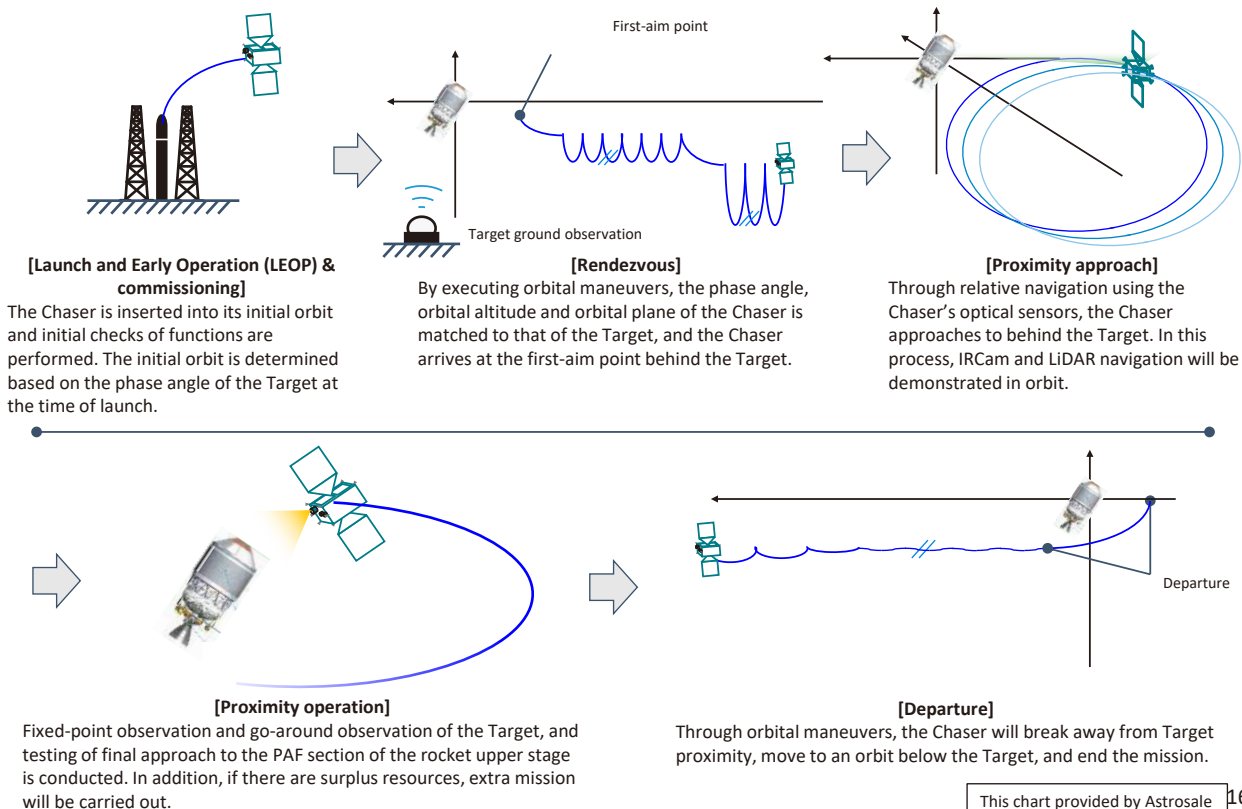 First-aim point
Target ground observation
[Launch and Early Operation (LEOP) &
commissioning]
The Chaser is inserted into its initial orbit
and initial checks of functions are
performed. The initial orbit is determined
based on the phase angle of the Target at
the time of launch.
[Rendezvous]
By executing orbital maneuvers, the phase angle,
orbital altitude and orbital plane of the Chaser is
matched to that of the Target, and the Chaser
arrives at the first-aim point behind the Target.
[Proximity approach]
Through relative navigation using the
Chaser’s optical sensors, the Chaser
approaches to behind the Target. In this
process, IRCam and LiDAR navigation will be
demonstrated in orbit.
Departure
[Proximity operation]
Fixed-point observation and go-around observation of the Target, and
testing of final approach to the PAF section of the rocket upper stage
is conducted. In addition, if there are surplus resources, extra mission
will be carried out.
[Departure]
Through orbital maneuvers, the Chaser will break away from Target
proximity, move to an orbit below the Target, and end the mission.
This chart provided by Astrosale